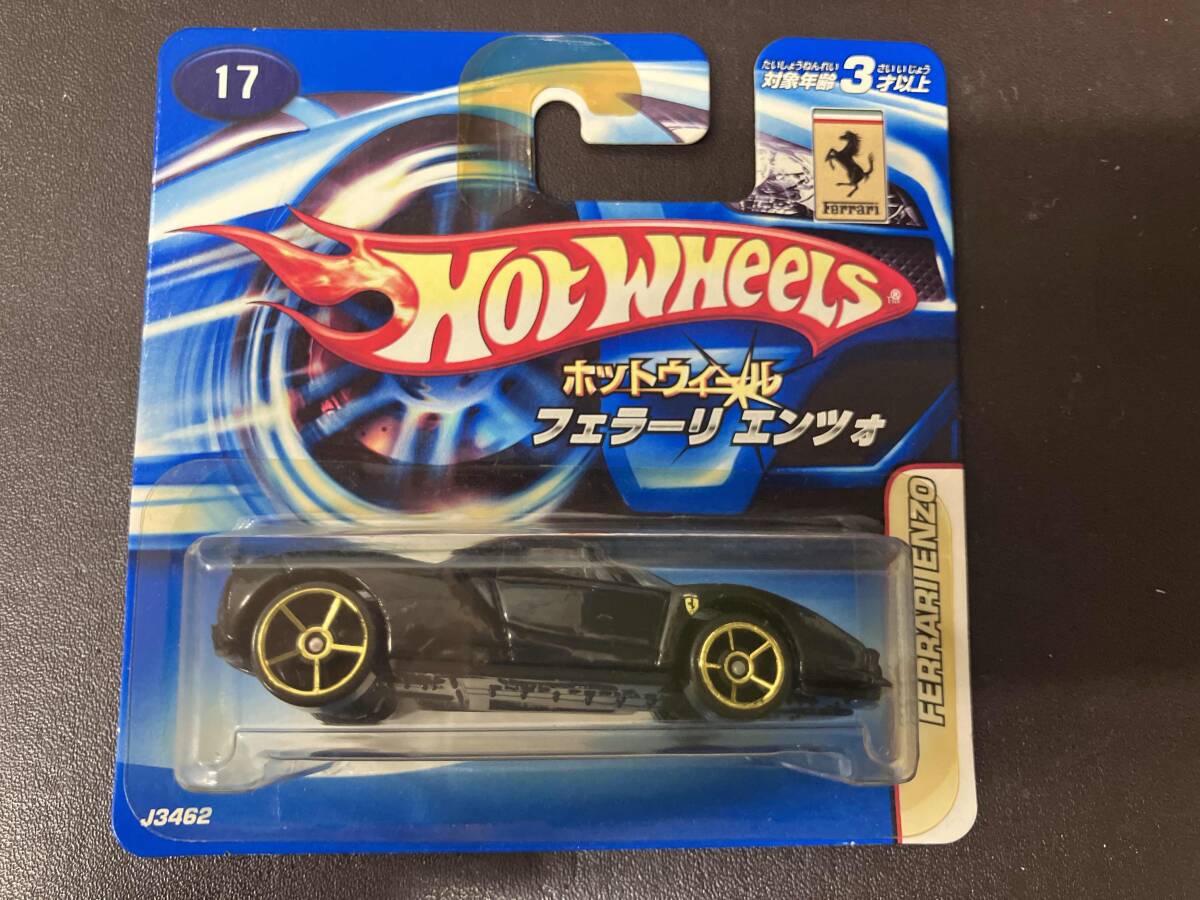 17
たいしょうねんれい さいいじょう
対象年齢 3才以上
Ferrari
HOT WHEELS®
ホットウィール
フェラーリ エンツォ
FERRARI ENZO
J3462